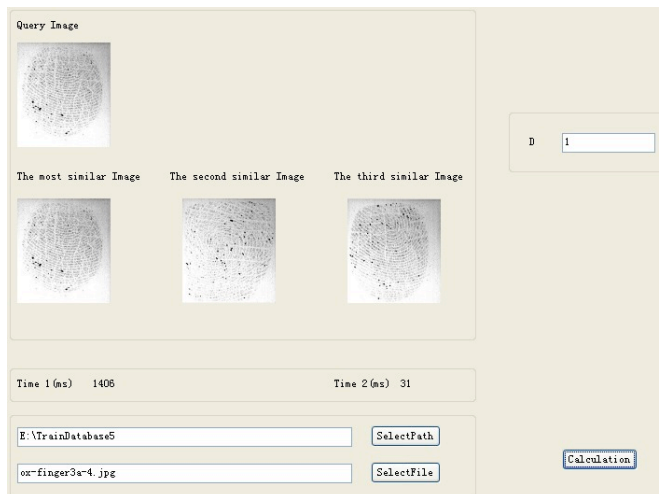 Query Image
D 1
The most similar Image The second similar Image The third similar Image
Time 1(ms) 1406 Time 2(ms) 31
E:\TrainDatabase5 SelectPath
Calculation
ox-finger3a-4.jpg SelectFile